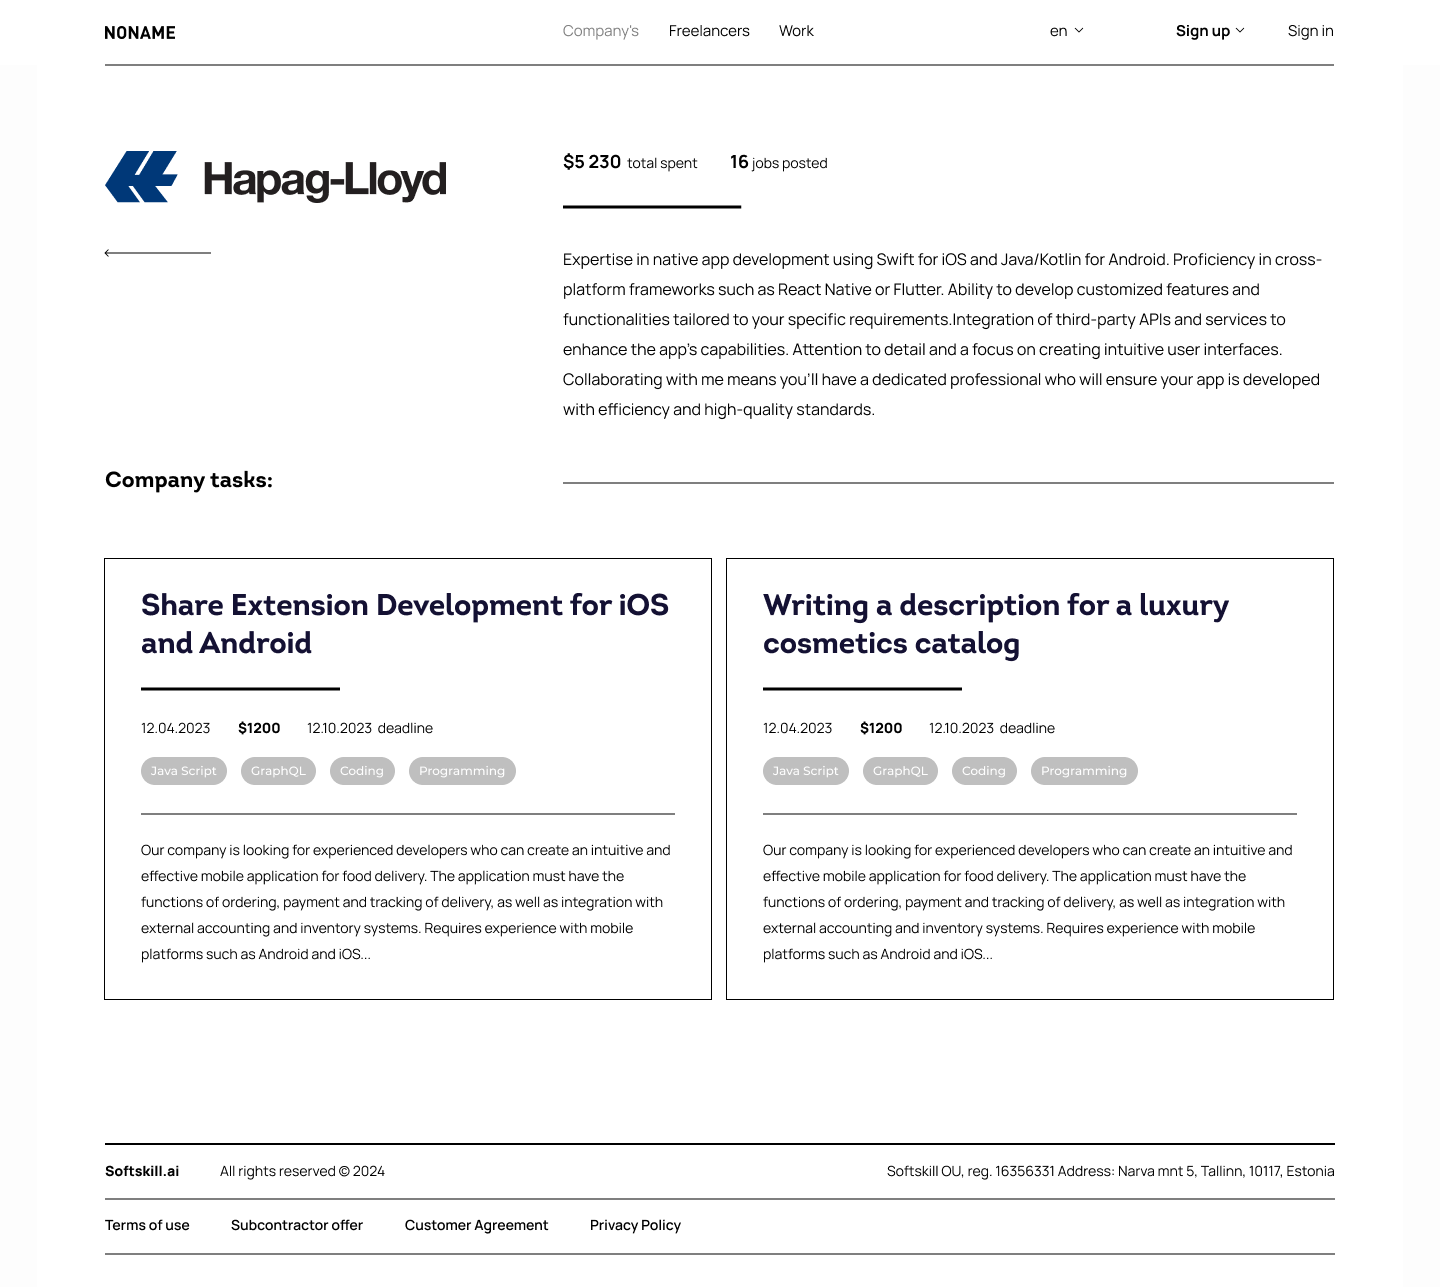 NONAME
Company's Freelancers Work en Sign up Sign in
Hapag-Lloyd
$5 230 total spent 16 jobs posted
Expertise in native app development using Swift for iOS and Java/Kotlin for Android. Proficiency in cross-
platform frameworks such as React Native or Flutter. Ability to develop customized features and
functionalities tailored to your specific requirements.Integration of third-party APIs and services to
enhance the app's capabilities. Attention to detail and a focus on creating intuitive user interfaces.
Collaborating with me means you'll have a dedicated professional who will ensure your app is developed
with efficiency and high-quality standards.
Company tasks:
Share Extension Development for iOS
and Android
12.04.2023 $1200 12.10.2023 deadline
Java Script GraphQL Coding Programming
Our company is looking for experienced developers who can create an intuitive and
effective mobile application for food delivery. The application must have the
functions of ordering, payment and tracking of delivery, as well as integration with
external accounting and inventory systems. Requires experience with mobile
platforms such as Android and iOS...
Writing a description for a luxury
cosmetics catalog
12.04.2023 $1200 12.10.2023 deadline
Java Script GraphQL Coding Programming
Our company is looking for experienced developers who can create an intuitive and
effective mobile application for food delivery. The application must have the
functions of ordering, payment and tracking of delivery, as well as integration with
external accounting and inventory systems. Requires experience with mobile
platforms such as Android and iOS...
Softskill.ai All rights reserved © 2024 Softskill OU, reg. 16356331 Address: Narva mnt 5, Tallinn, 10117, Estonia
Terms of use Subcontractor offer Customer Agreement Privacy Policy